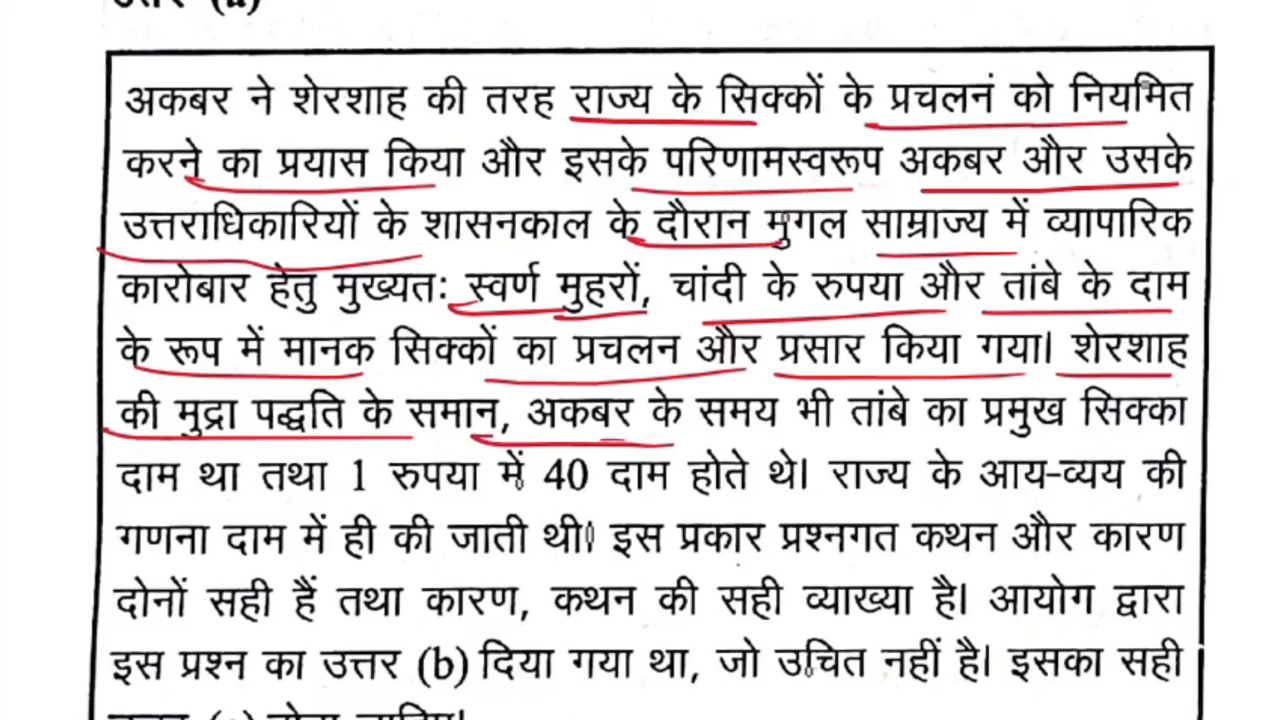 उत्तर (a)
अकबर ने शेरशाह की तरह राज्य के सिक्कों के प्रचलनं को नियमित
करने का प्रयास किया और इसके परिणामस्वरूप अकबर और उसके
उत्तराधिकारियों के शासनकाल के दौरान मुगल साम्राज्य में व्यापारिक
कारोबार हेतु मुख्यतः स्वर्ण मुहरों, चांदी के रुपया और तांबे के दाम
के रूप में मानक सिक्कों का प्रचलन और प्रसार किया गया। शेरशाह
की मुद्रा पद्धति के समान, अकबर के समय भी तांबे का प्रमुख सिक्का
दाम था तथा 1 रुपया में 40 दाम होते थे। राज्य के आय-व्यय की
गणना दाम में ही की जाती थी। इस प्रकार प्रश्नगत कथन और कारण
दोनों सही हैं तथा कारण, कथन की सही व्याख्या है। आयोग द्वारा
इस प्रश्न का उत्तर (b) दिया गया था, जो उचित नहीं है। इसका सही